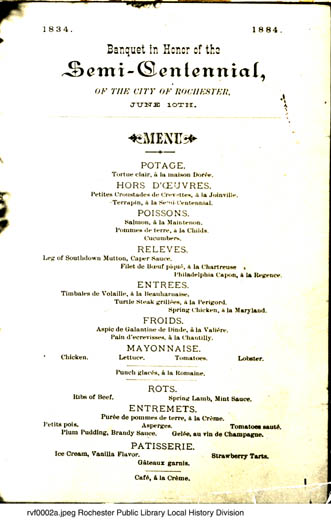 1834. 1884.
Banquet in Honor of the
Semi-Centennial,
OF THE CITY OF ROCHESTER,
JUNE 10TH.
MENU
POTAGE.
Tortue clair, à la maison Dorée.
HORS D'ŒUVRES.
Petites Croustades de Crevettes, à la Joinville.
Terrapin, à la Semi-Centennial.
POISSONS.
Salmon, à la Maintenon.
Pommes de terre, à la Childs.
Cucumbers.
RELEVES.
Leg of Southdown Mutton, Caper Sauce.
Filet de Bœuf piqué, à la Chartreuse
Philadelphia Capon, à la Regence.
ENTREES.
Timbales de Volaille, à la Beauharnaise.
Turtle Steak grillées, à la Perigord.
Spring Chicken, à la Maryland.
FROIDS.
Aspic de Galantine de Dinde, à la Valière.
Pain d'ecrevisses, à la Chantilly.
MAYONNAISE.
Chicken. Lettuce. Tomatoes. Lobster.
Punch glacés, à la Romaine.
ROTS.
Ribs of Beef. Spring Lamb, Mint Sauce.
ENTREMETS.
Purée de pommes de terre, à la Crème.
Petits pois. Asperges. Tomatoes sauté.
Plum Pudding, Brandy Sauce. Gelée, au vin de Champagne.
PATISSERIE.
Ice Cream, Vanilla Flavor. Strawberry Tarts.
Gâteaux garnis.
Café, à la Crème.
rvf0002a.jpeg Rochester Public Library Local History Division